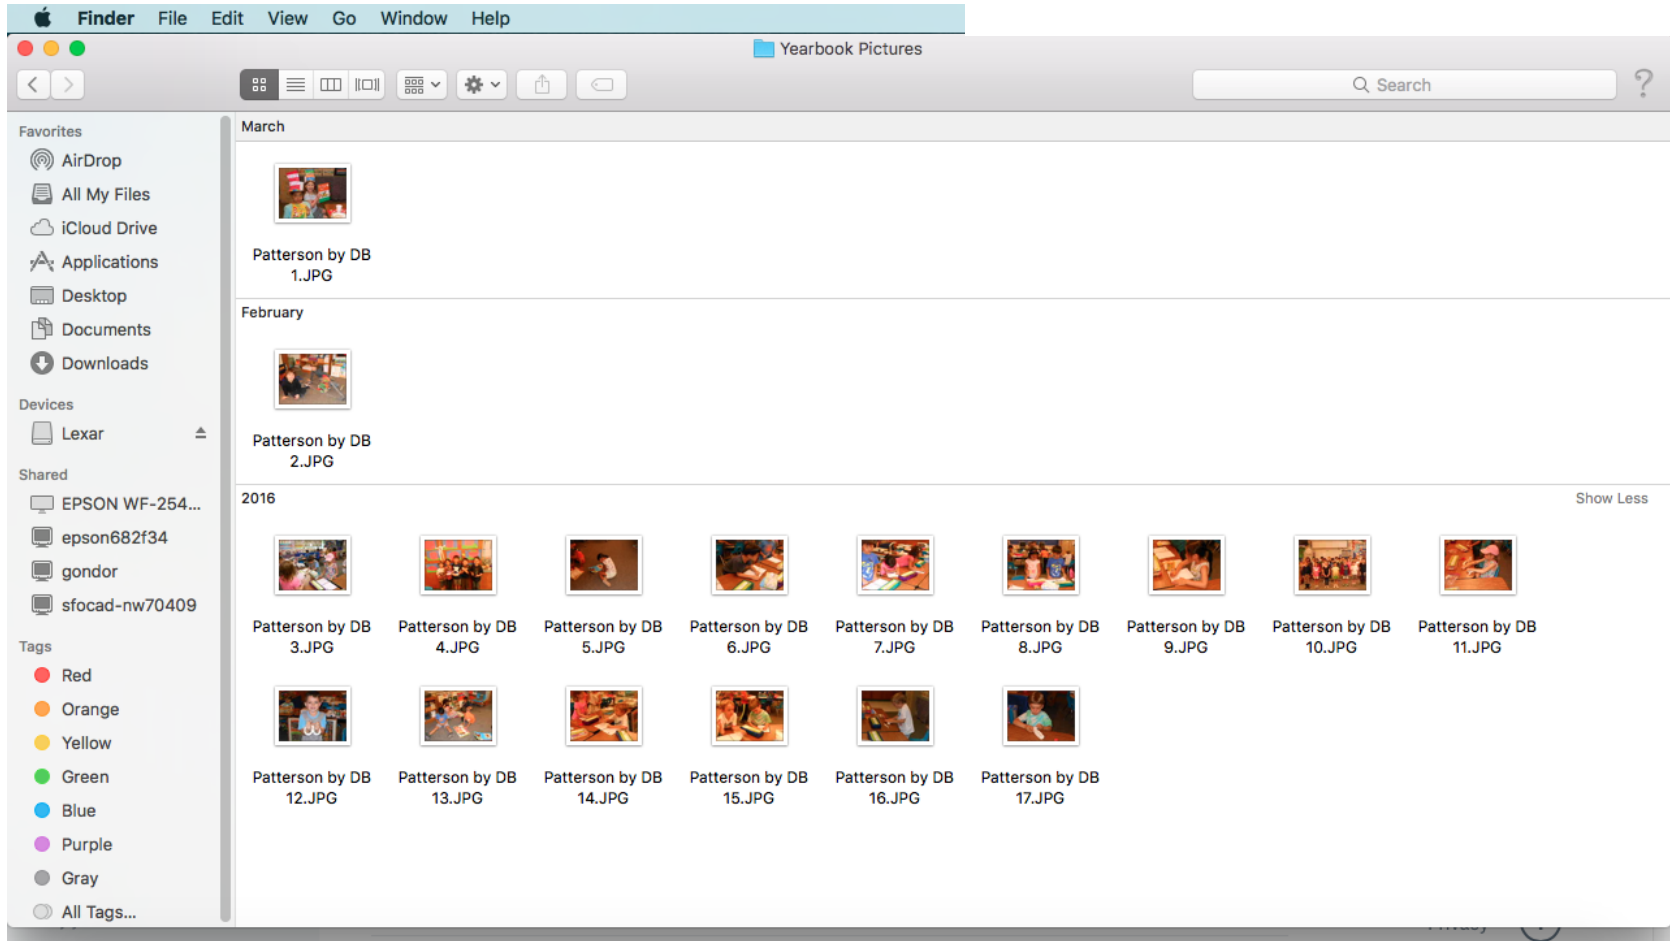 Finder File Edit View Go Window Help
Yearbook Pictures
Search
?
Favorites
AirDrop
All My Files
iCloud Drive
Applications
Desktop
Documents
Downloads
Devices
Lexar
Shared
EPSON WF-254...
epson682f34
gondor
sfocad-nw70409
Tags
Red
Orange
Yellow
Green
Blue
Purple
Gray
All Tags...
March
Patterson by DB
1.JPG
February
Patterson by DB
2.JPG
2016 Show Less
Patterson by DB
3.JPG
Patterson by DB
4.JPG
Patterson by DB
5.JPG
Patterson by DB
6.JPG
Patterson by DB
7.JPG
Patterson by DB
8.JPG
Patterson by DB
9.JPG
Patterson by DB
10.JPG
Patterson by DB
11.JPG
Patterson by DB
12.JPG
Patterson by DB
13.JPG
Patterson by DB
14.JPG
Patterson by DB
15.JPG
Patterson by DB
16.JPG
Patterson by DB
17.JPG